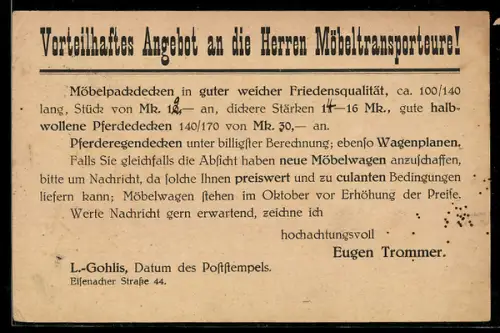 Vorteilhaftes Angebot an die Herren Möbeltransporteure!
Möbelpackdecken in guter weicher Friedensqualität, ca. 100/140
lang, Stück von Mk. 12,— an, dickere Stärken 14—16 Mk., gute halb-
wollene Pferdedecken 140/170 von Mk. 30,— an.
Pferderegendecken unter billigster Berechnung; ebenso Wagenplanen.
Falls Sie gleichfalls die Absicht haben neue Möbelwagen anzuschaffen,
bitte um Nachricht, da solche Ihnen preiswert und zu culanten Bedingungen
liefern kann; Möbelwagen stehen im Oktober vor Erhöhung der Preise.
Werte Nachricht gern erwartend, zeichne ich
hochachtungsvoll
Eugen Trommer.
L.-Gohlis, Datum des Poststempels.
Eisenacher Straße 44.